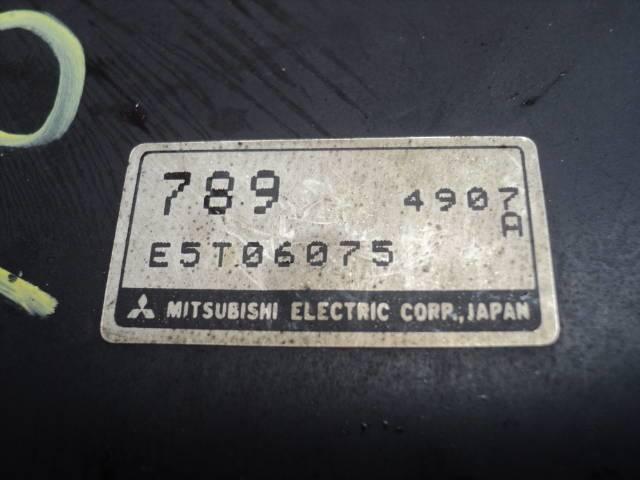 789 4907
A
E5T06075
MITSUBISHI ELECTRIC CORP., JAPAN